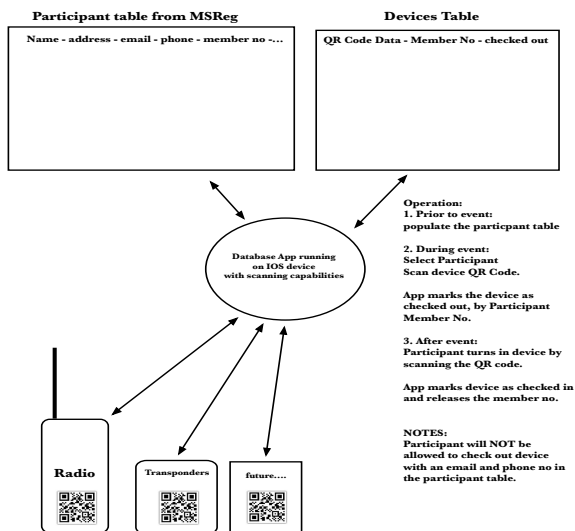 Participant table from MSReg
Name - address - email - phone - member no -...
Devices Table
QR Code Data - Member No - checked out
Database App running
on IOS device
with scanning capabilities
Operation:
1. Prior to event:
populate the particpant table
2. During event:
Select Participant
Scan device QR Code.
App marks the device as
checked out, by Participant
Member No.
3. After event:
Participant turns in device by
scanning the QR code.
App marks device as checked in
and releases the member no.
NOTES:
Participant will NOT be
allowed to check out device
with an email and phone no in
the participant table.
Radio
Transponders
future....